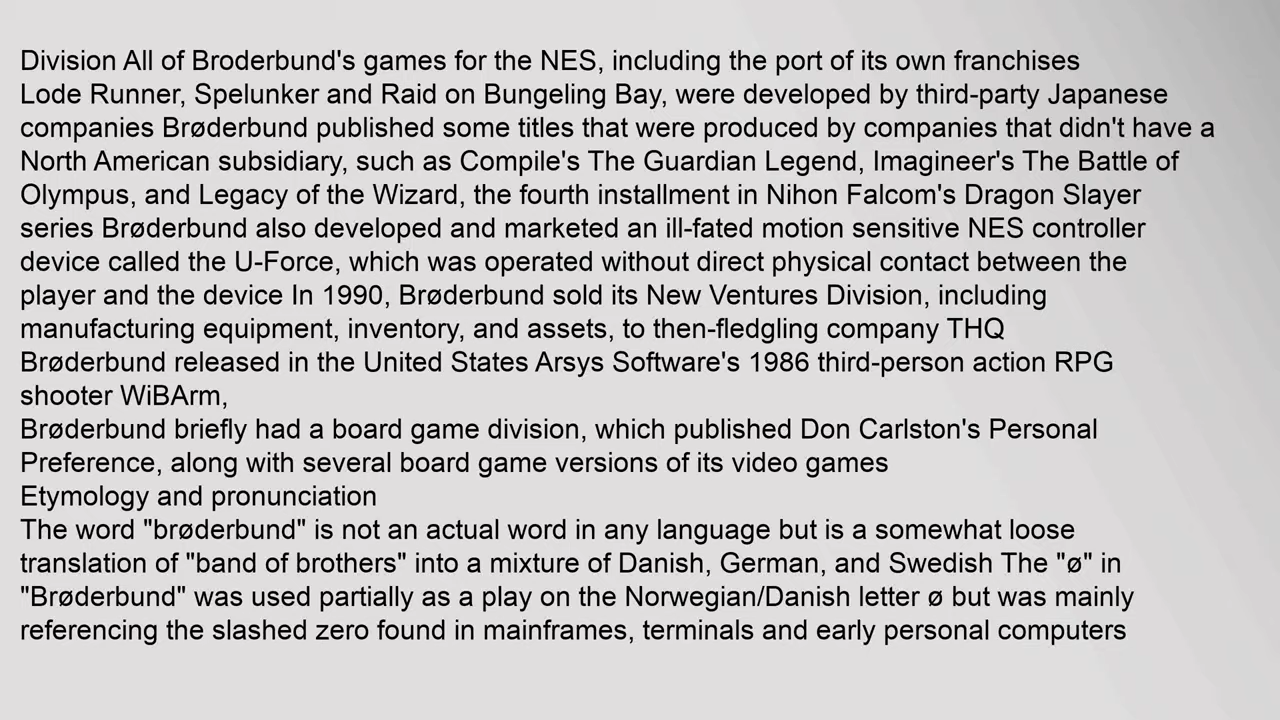 Division All of Broderbund's games for the NES, including the port of its own franchises
Lode Runner, Spelunker and Raid on Bungeling Bay, were developed by third-party Japanese
companies Brøderbund published some titles that were produced by companies that didn't have a
North American subsidiary, such as Compile's The Guardian Legend, Imagineer's The Battle of
Olympus, and Legacy of the Wizard, the fourth installment in Nihon Falcom's Dragon Slayer
series Brøderbund also developed and marketed an ill-fated motion sensitive NES controller
device called the U-Force, which was operated without direct physical contact between the
player and the device In 1990, Brøderbund sold its New Ventures Division, including
manufacturing equipment, inventory, and assets, to then-fledgling company THQ
Brøderbund released in the United States Arsys Software's 1986 third-person action RPG
shooter WiBArm,
Brøderbund briefly had a board game division, which published Don Carlston's Personal
Preference, along with several board game versions of its video games
Etymology and pronunciation
The word "brøderbund" is not an actual word in any language but is a somewhat loose
translation of "band of brothers" into a mixture of Danish, German, and Swedish The "ø" in
"Brøderbund" was used partially as a play on the Norwegian/Danish letter ø but was mainly
referencing the slashed zero found in mainframes, terminals and early personal computers